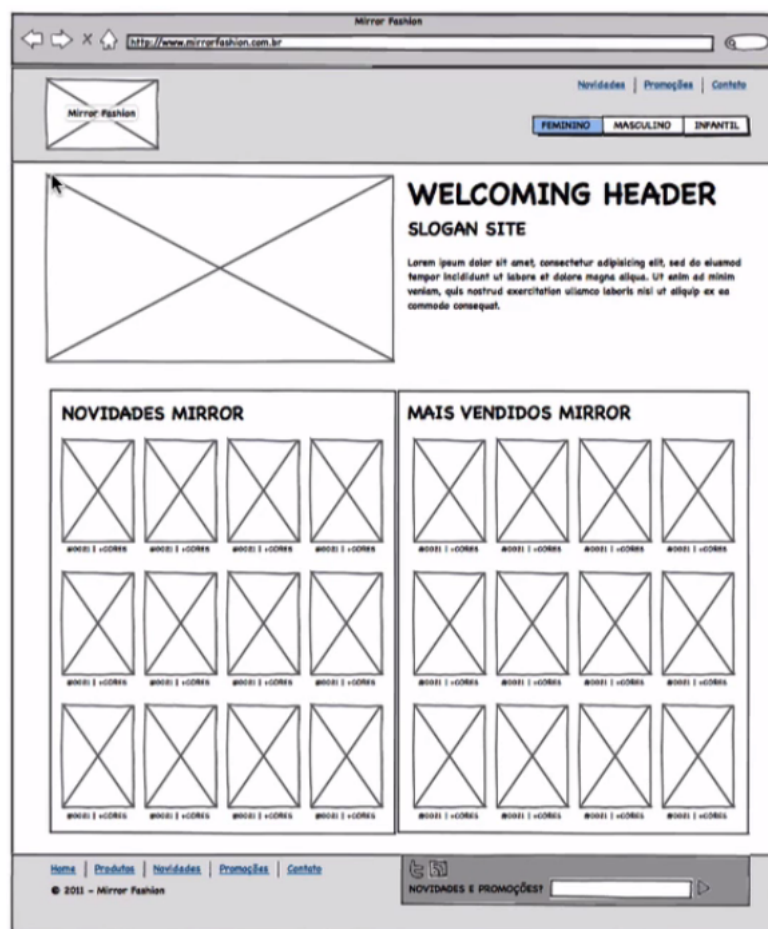 Mirror Fashion
http://www.mirrorfashion.com.br
Novidades | Promoções | Contato
Mirror Fashion
FEMININO MASCULINO INFANTIL
WELCOMING HEADER
SLOGAN SITE
Lorem ipsum dolor sit amet, consectetur adipisicing elit, sed do eiusmod
tempor incididunt ut labore et dolore magna aliqua. Ut enim ad minim
veniam, quis nostrud exercitation ullamco laboris nisi ut aliquip ex ea
commodo consequat.
NOVIDADES MIRROR
MAIS VENDIDOS MIRROR
Home | Produtos | Novidades | Promoções | Contato
© 2011 - Mirror Fashion
NOVIDADES E PROMOÇÕES?